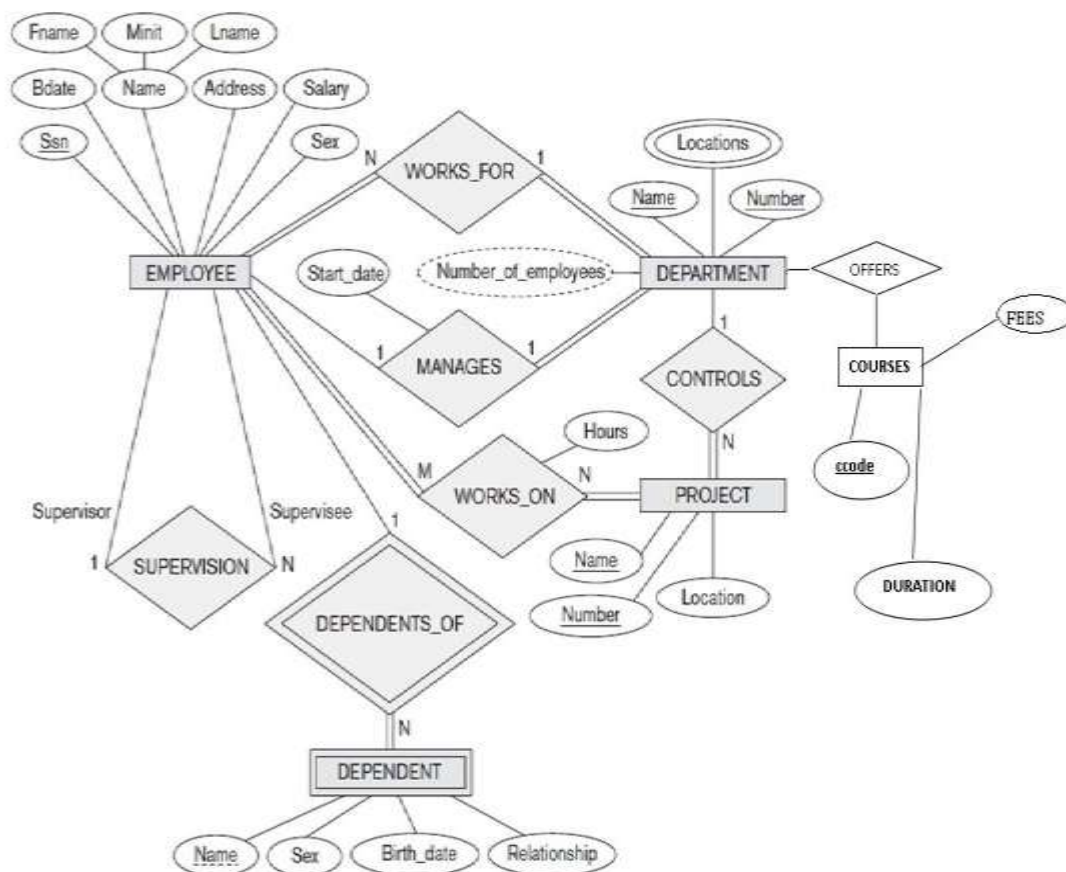 Fname Minit Lname
Bdate Name Address Salary
Ssn Sex
N WORKS_FOR 1
Locations
Name Number
EMPLOYEE Start_date Number_of_employees DEPARTMENT OFFERS
FEES
1 MANAGES 1
1
CONTROLS
COURSES
N
Hours
M WORKS_ON N PROJECT
ccode
Supervisor Supervisee
1 SUPERVISION N
1
Name
Number
Location
DURATION
DEPENDENTS_OF
N
DEPENDENT
Name Sex Birth_date Relationship